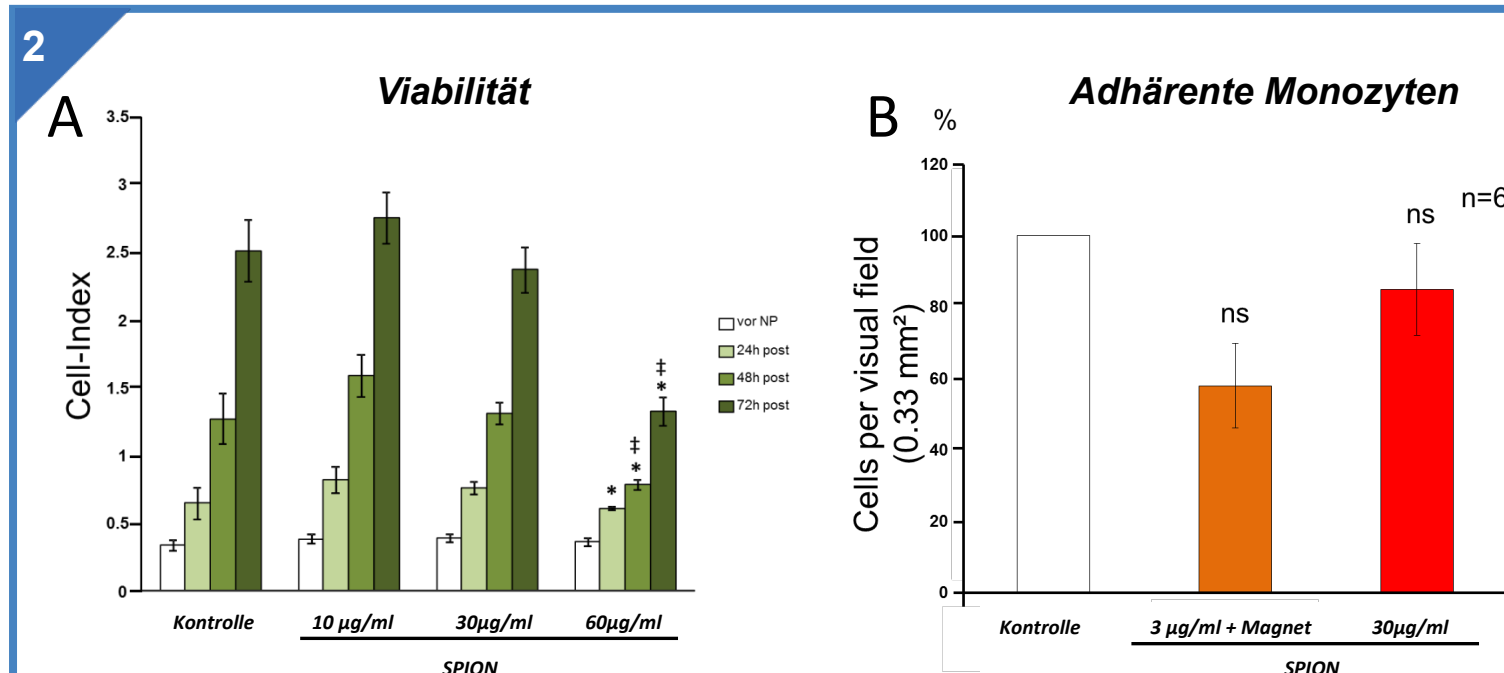 2
Viabilität
A
3.5
3
2.5
2
1.5
1
0.5
0
Cell-Index
vor NP
24h post
48h post
72h post
*
‡
*
‡
*
Kontrolle
10 µg/ml
30µg/ml
60µg/ml
SPION
Adhärente Monozyten
B
%
120
100
80
60
40
20
0
Cells per visual field
(0.33 mm²)
ns
ns
n=6
Kontrolle
3 µg/ml + Magnet
30µg/ml
SPION